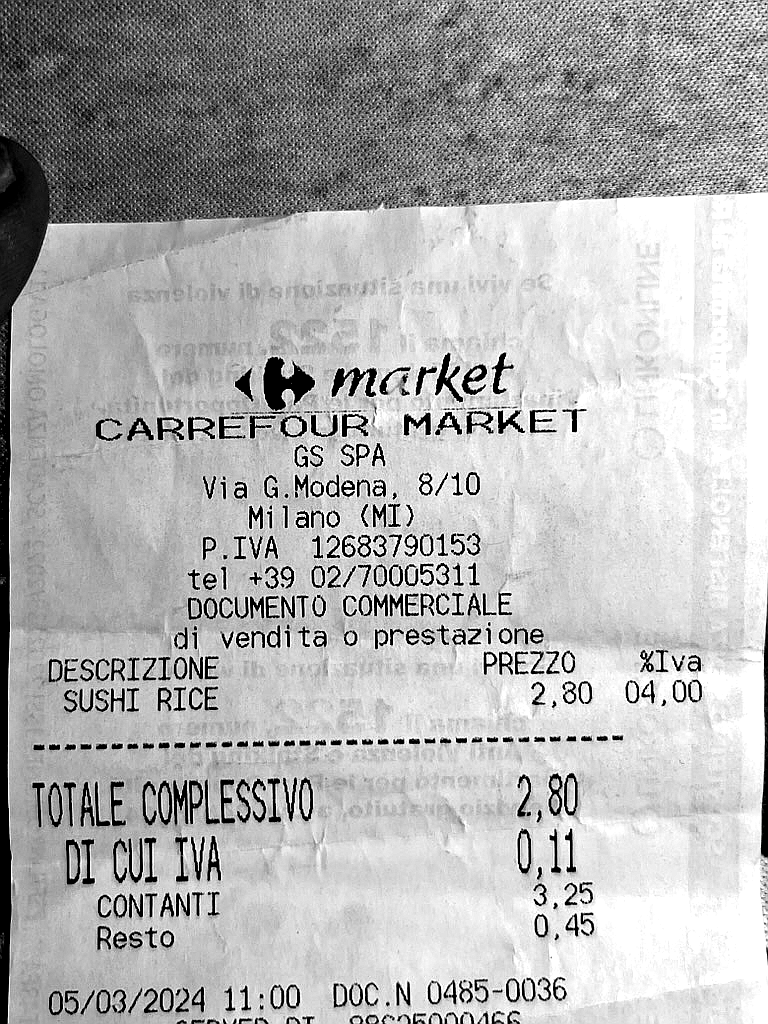 market
CARREFOUR MARKET
GS SPA
Via G.Modena, 8/10
Milano (MI)
P.IVA 12683790153
tel +39 02/70005311
DOCUMENTO COMMERCIALE
di vendita o prestazione
DESCRIZIONE PREZZO %Iva
SUSHI RICE 2,80 04,00
TOTALE COMPLESSIVO 2,80
DI CUI IVA 0,11
CONTANTI 3,25
Resto 0,45
05/03/2024 11:00 DOC.N 0485-0036